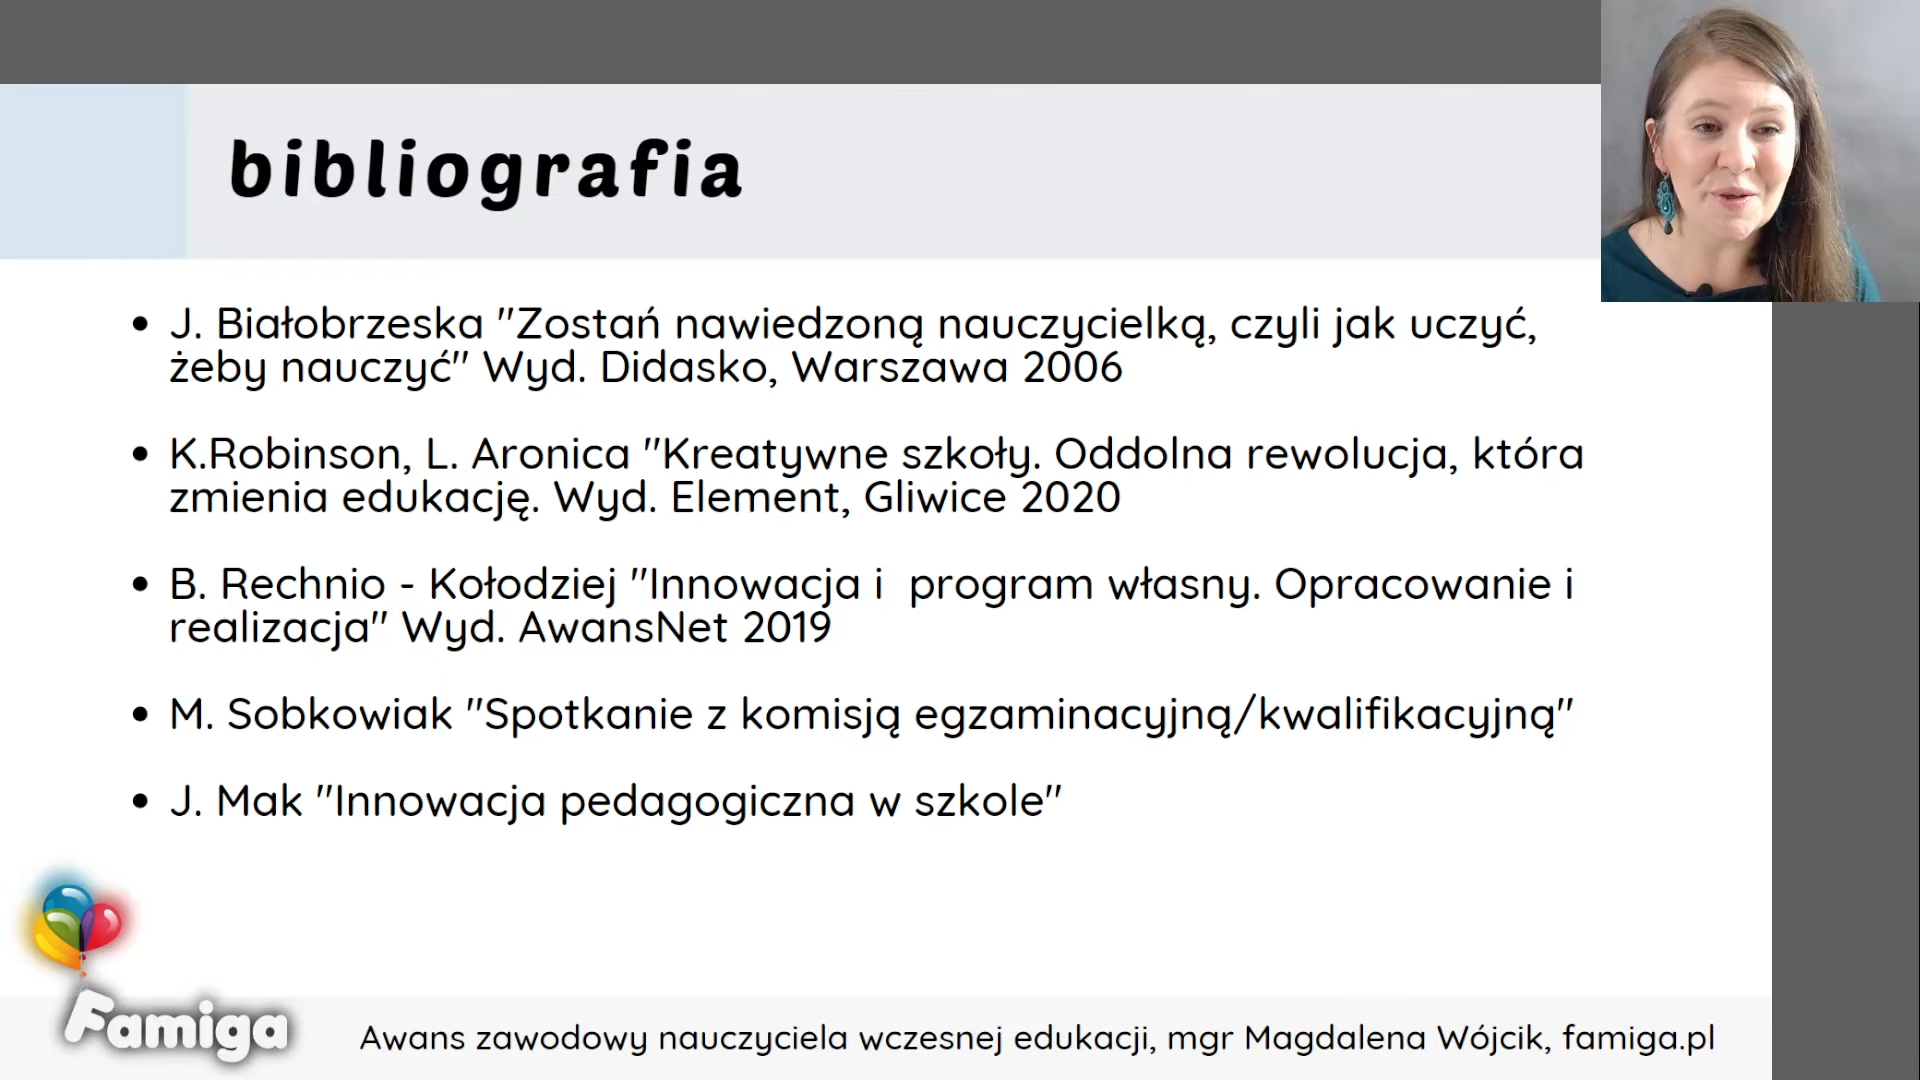 bibliografia
• J. Białobrzeska "Zostań nawiedzoną nauczycielką, czyli jak uczyć,
żeby nauczyć" Wyd. Didasko, Warszawa 2006
• K.Robinson, L. Aronica "Kreatywne szkoły. Oddolna rewolucja, która
zmienia edukację. Wyd. Element, Gliwice 2020
• B. Rechnio - Kołodziej "Innowacja i  program własny. Opracowanie i
realizacja" Wyd. AwansNet 2019
• M. Sobkowiak "Spotkanie z komisją egzaminacyjną/kwalifikacyjną"
• J. Mak "Innowacja pedagogiczna w szkole"
Famiga
Awans zawodowy nauczyciela wczesnej edukacji, mgr Magdalena Wójcik, famiga.pl